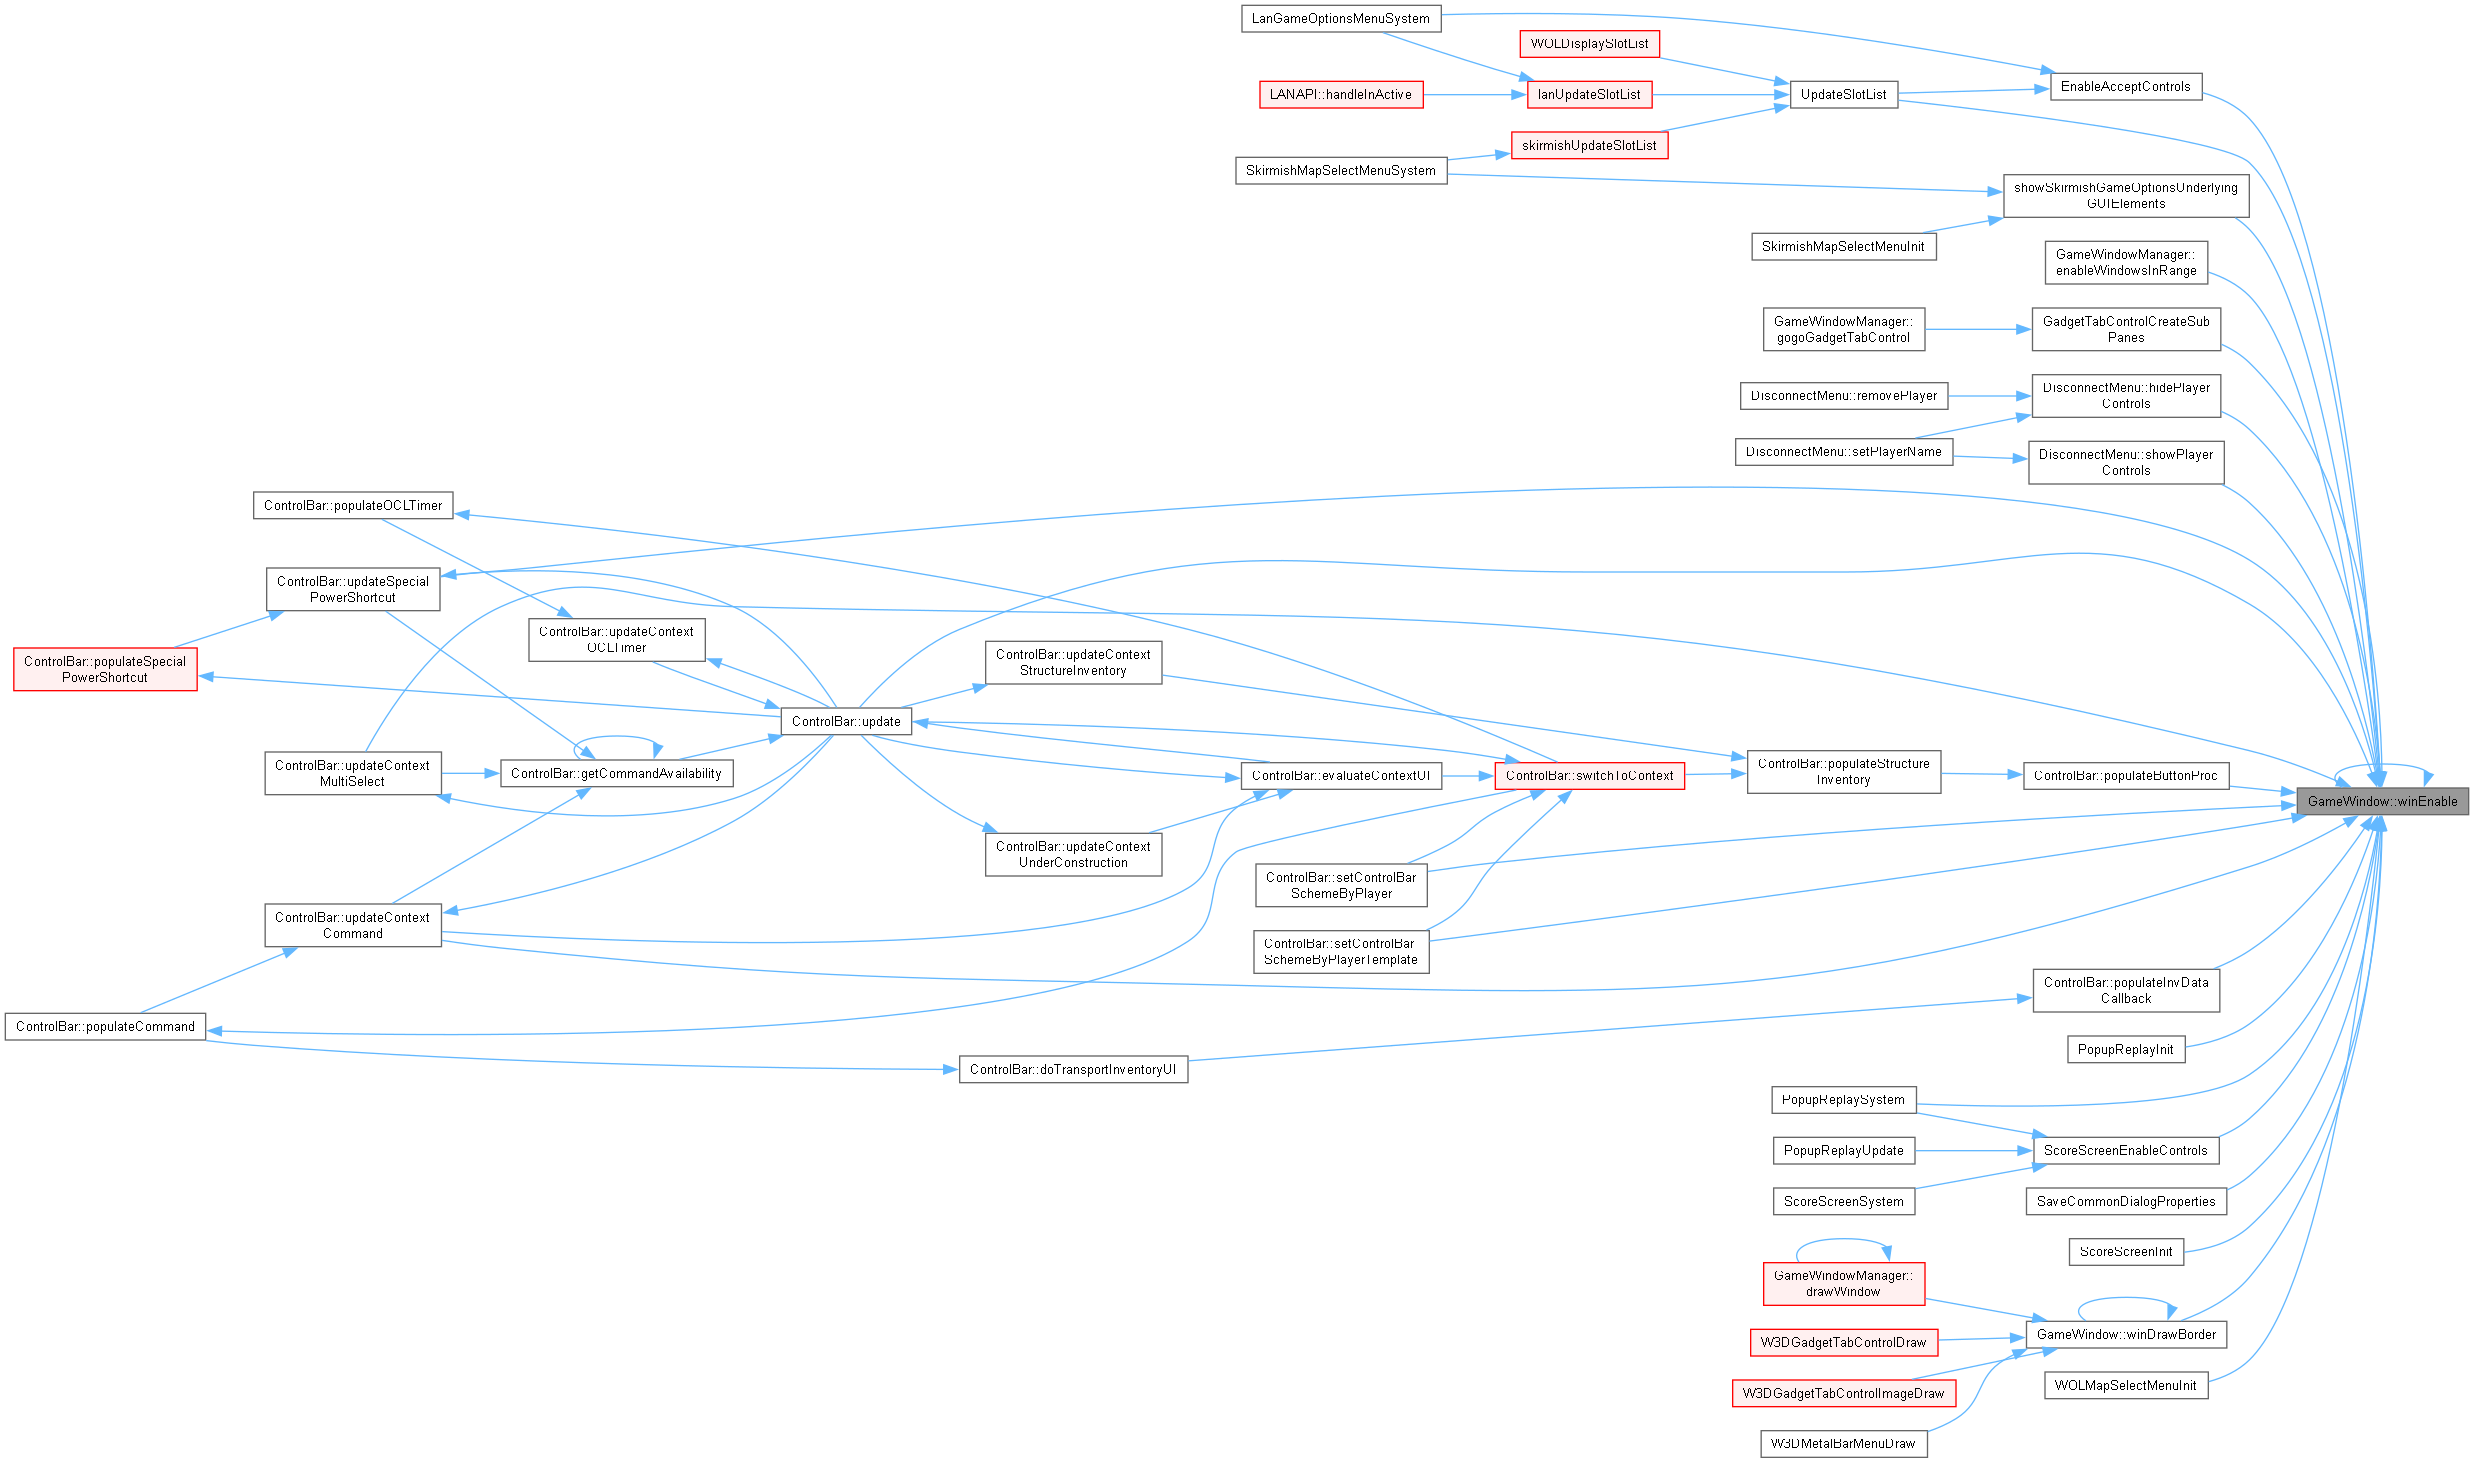 LanGameOptionsMenuSystem
WOLDisplaySlotList
LANAPI::handleInActive
lanUpdateSlotList
UpdateSlotList
EnableAcceptControls
skirmishUpdateSlotList
SkirmishMapSelectMenuSystem
showSkirmishGameOptionsUnderlying
GUIElements
SkirmishMapSelectMenuInit
GameWindowManager::
enableWindowsInRange
GameWindowManager::
gogoGadgetTabControl
GadgetTabControlCreateSub
Panes
DisconnectMenu::removePlayer
DisconnectMenu::hidePlayer
Controls
DisconnectMenu::setPlayerName
DisconnectMenu::showPlayer
Controls
ControlBar::populateOCLTimer
ControlBar::updateSpecial
PowerShortcut
ControlBar::updateContext
OCLTimer
ControlBar::populateSpecial
PowerShortcut
ControlBar::updateContext
StructureInventory
ControlBar::update
ControlBar::updateContext
MultiSelect
ControlBar::getCommandAvailability
ControlBar::evaluateContextUI
ControlBar::switchToContext
ControlBar::populateStructure
Inventory
ControlBar::populateButtonProc
GameWindow::winEnable
ControlBar::updateContext
UnderConstruction
ControlBar::setControlBar
SchemeByPlayer
ControlBar::updateContext
Command
ControlBar::setControlBar
SchemeByPlayerTemplate
ControlBar::populateInvData
Callback
ControlBar::populateCommand
ControlBar::doTransportInventoryUI
PopupReplayInit
PopupReplaySystem
PopupReplayUpdate
ScoreScreenEnableControls
ScoreScreenSystem
SaveCommonDialogProperties
ScoreScreenInit
GameWindowManager::
drawWindow
GameWindow::winDrawBorder
W3DGadgetTabControlDraw
W3DGadgetTabControlImageDraw
WOLMapSelectMenuInit
W3DMetalBarMenuDraw